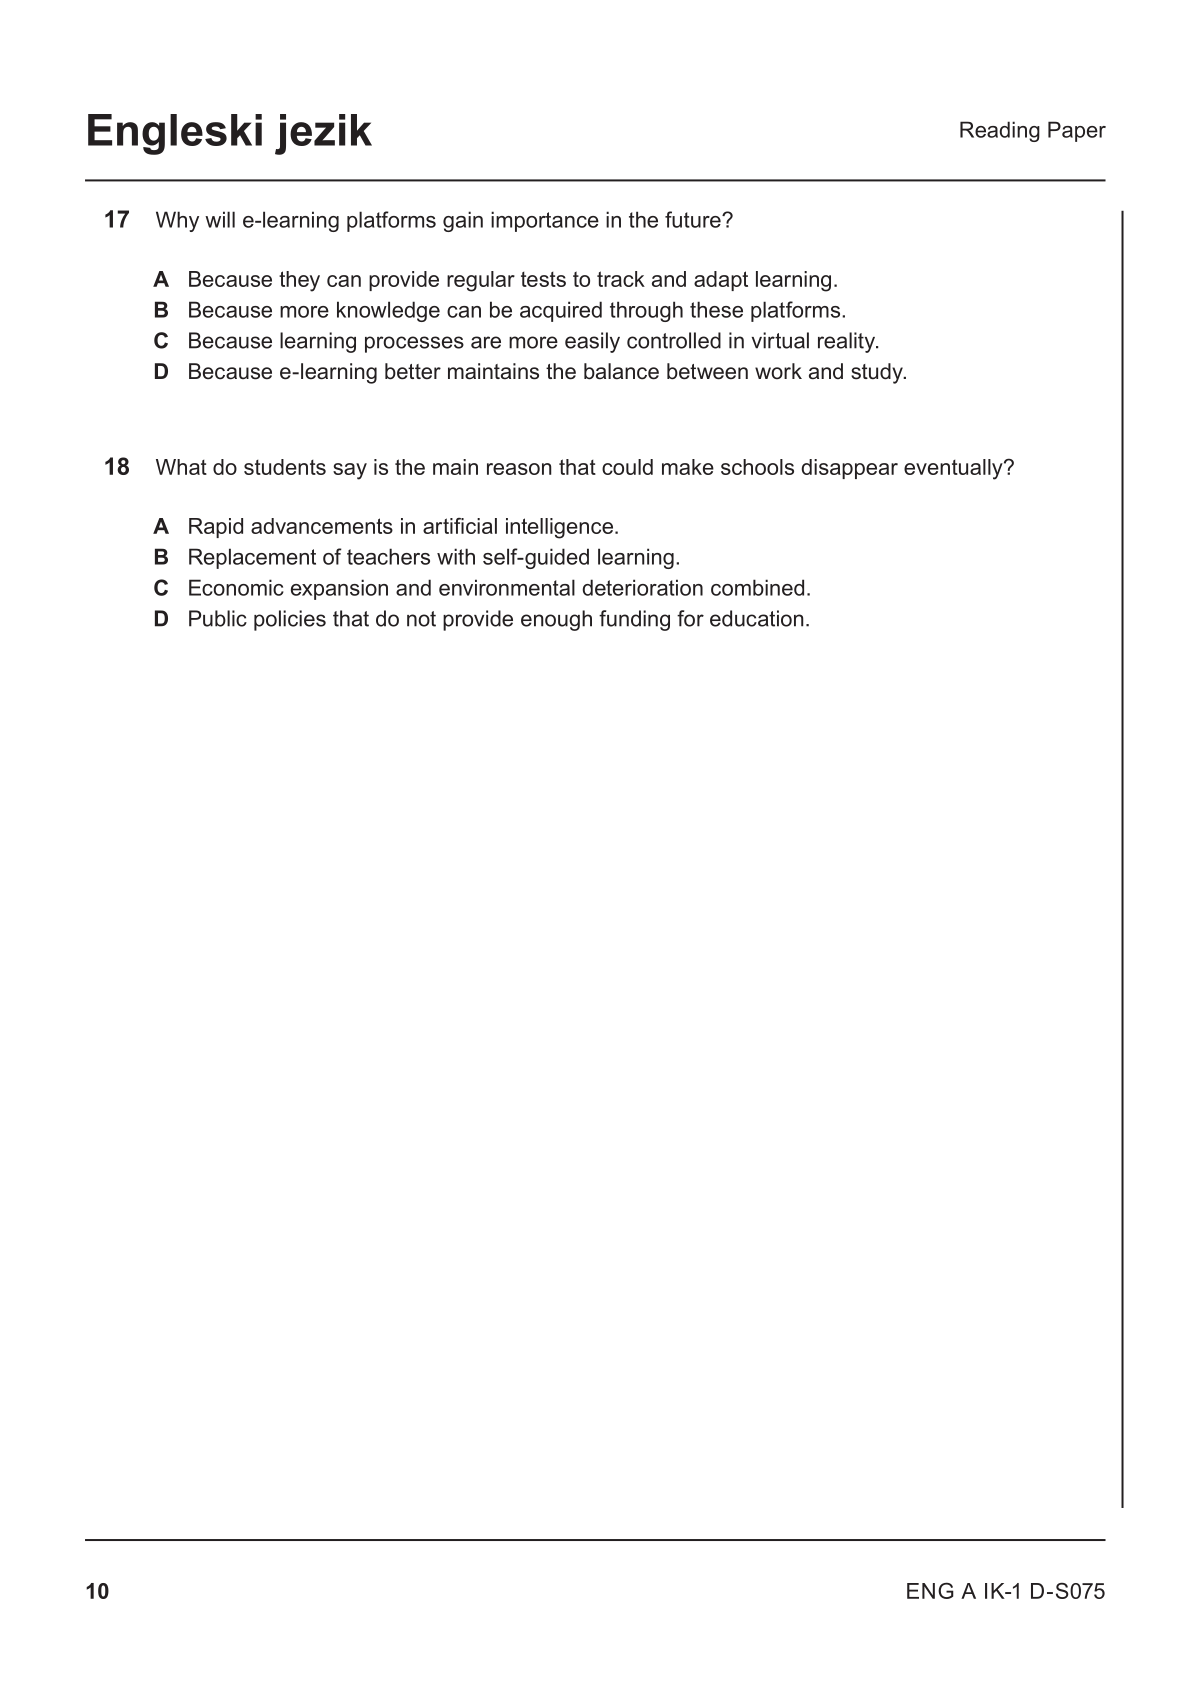 Engleski jezik
Reading Paper
17 Why will e-learning platforms gain importance in the future?
A Because they can provide regular tests to track and adapt learning.
B Because more knowledge can be acquired through these platforms.
C Because learning processes are more easily controlled in virtual reality.
D Because e-learning better maintains the balance between work and study.
18 What do students say is the main reason that could make schools disappear eventually?
A Rapid advancements in artificial intelligence.
B Replacement of teachers with self-guided learning.
C Economic expansion and environmental deterioration combined.
D Public policies that do not provide enough funding for education.
10
ENG A IK-1 D-S075